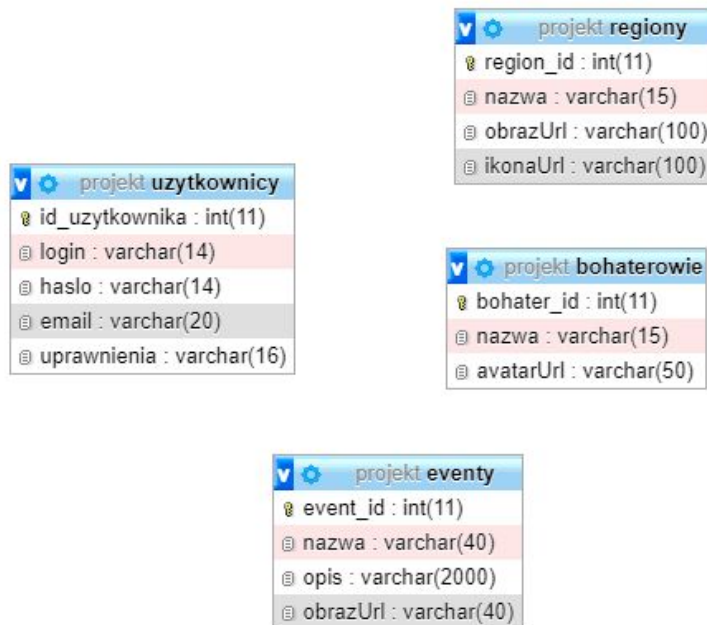 projekt regiony
region_id : int(11)
nazwa : varchar(15)
obrazUrl : varchar(100)
ikonaUrl : varchar(100)
projekt uzytkownicy
id_uzytkownika : int(11)
login : varchar(14)
haslo : varchar(14)
email : varchar(20)
uprawnienia : varchar(16)
projekt bohaterowie
bohater_id : int(11)
nazwa : varchar(15)
avatarUrl : varchar(50)
projekt eventy
event_id : int(11)
nazwa : varchar(40)
opis : varchar(2000)
obrazUrl : varchar(40)